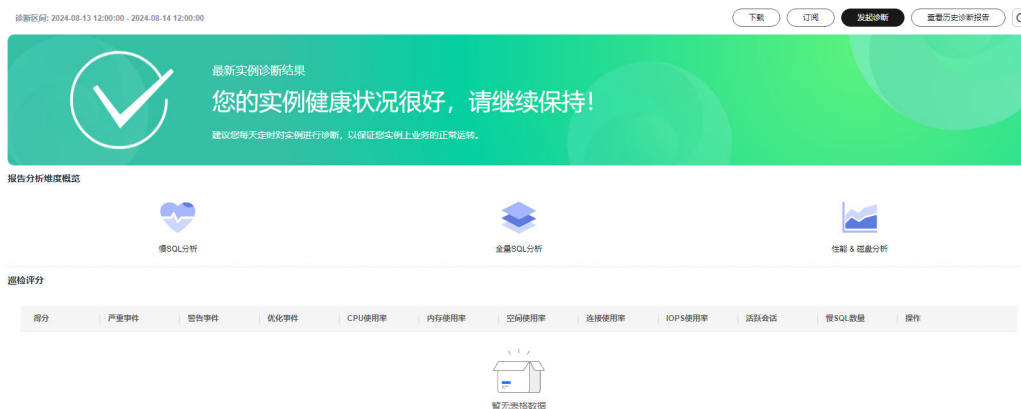 诊断区间: 2024-08-13 12:00:00 - 2024-08-14 12:00:00
下载 订阅 发起诊断 查看历史诊断报告
最新实例诊断结果
您的实例健康状况很好，请继续保持！
建议您每天定时对实例进行诊断，以保证您实例上业务的正常运转。
报告分析维度概览
慢SQL分析 全量SQL分析 性能 & 磁盘分析
巡检评分
得分 严重事件 警告事件 优化事件 CPU使用率 内存使用率 空间使用率 连接使用率 IOPS使用率 活跃会话 慢SQL数量 操作
暂无表格数据